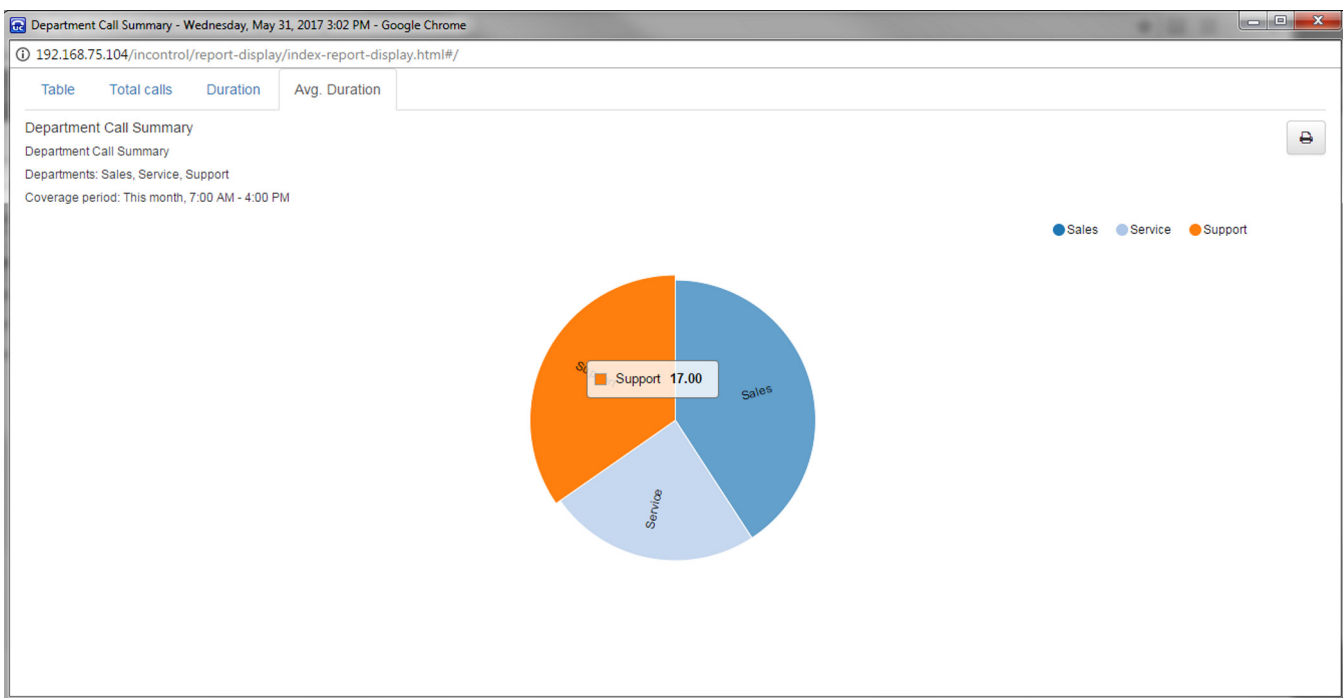 Department Call Summary - Wednesday, May 31, 2017 3:02 PM - Google Chrome
192.168.75.104/incontrol/report-display/index-report-display.html#/
Table Total calls Duration Avg. Duration
Department Call Summary
Department Call Summary
Departments: Sales, Service, Support
Coverage period: This month, 7:00 AM - 4:00 PM
Sales Service Support
Support 17.00
Sales
Service